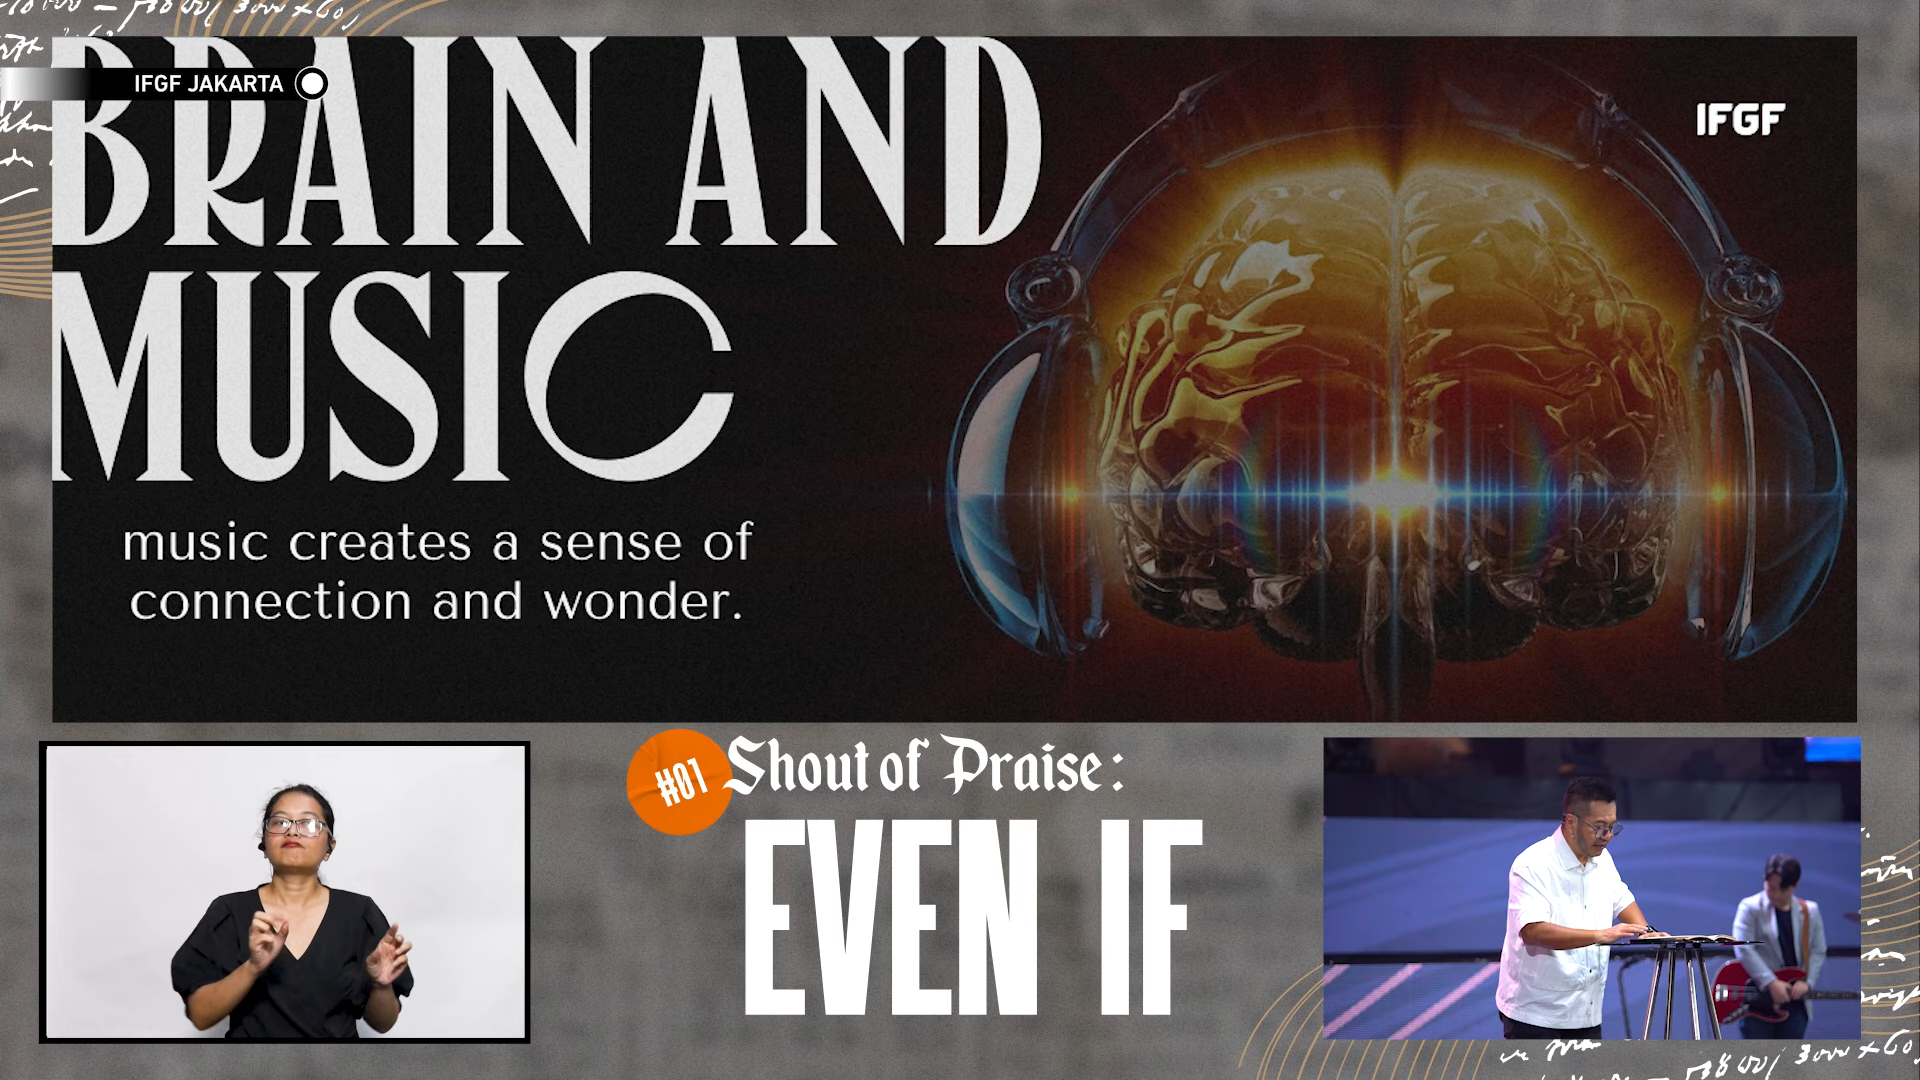 BRAIN AND
IFGF JAKARTA
IFGF
MUSIC
music creates a sense of
connection and wonder.
#01
Shout of Praise:
EVEN IF